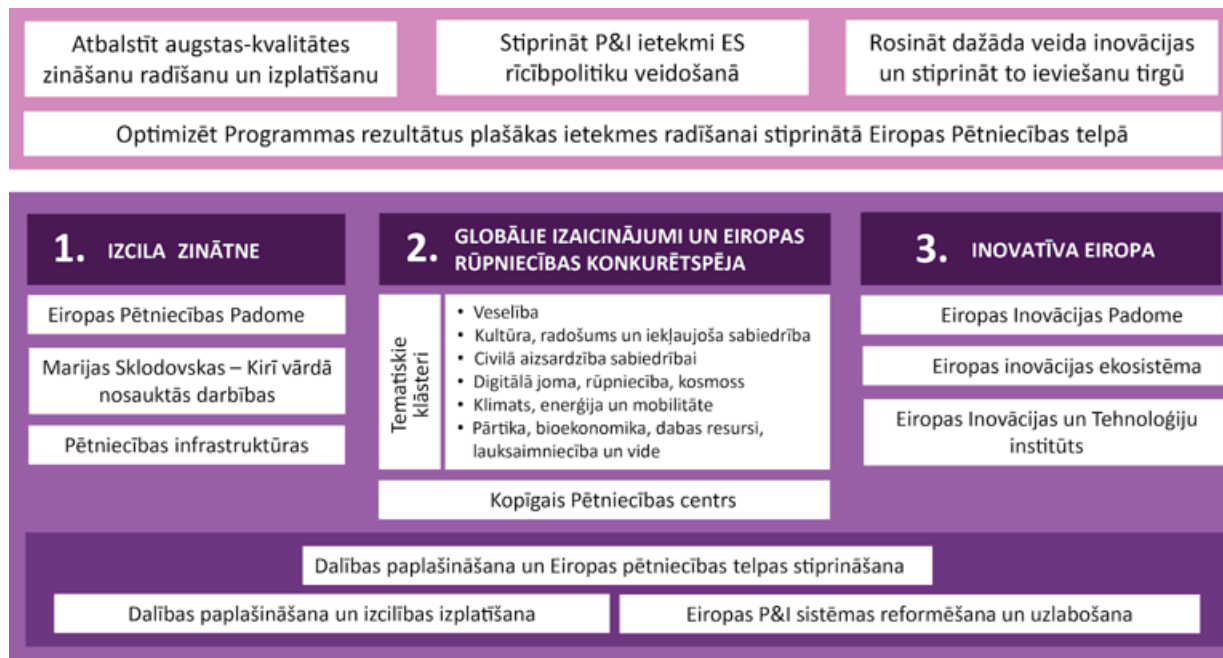 Atbalstīt augstas-kvalitātes
zināšanu radīšanu un izplatīšanu
Stiprināt P&I ietekmi ES
rīcībpolitiku veidošanā
Rosināt dažāda veida inovācijas
un stiprināt to ieviešanu tirgū
Optimizēt Programmas rezultātus plašākas ietekmes radīšanai stiprinātā Eiropas Pētniecības telpā
1. IZCILA ZINĀTNE
Eiropas Pētniecības Padome
Marijas Sklodovskas – Kirī vārdā
nosauktās darbības
Pētniecības infrastruktūras
2. GLOBĀLIE IZAICINĀJUMI UN EIROPAS
RŪPNIECĪBAS KONKURĒTSPĒJA
Tematiskie
klāsteri
• Veselība
• Kultūra, radošums un iekļaujoša sabiedrība
• Civilā aizsardzība sabiedrībai
• Digitālā joma, rūpniecība, kosmoss
• Klimats, enerģija un mobilitāte
• Pārtika, bioekonomika, dabas resursi,
lauksaimniecība un vide
Kopīgais Pētniecības centrs
3. INOVATĪVA EIROPA
Eiropas Inovācijas Padome
Eiropas inovācijas ekosistēma
Eiropas Inovācijas un Tehnoloģiju
institūts
Dalības paplašināšana un Eiropas pētniecības telpas stiprināšana
Dalības paplašināšana un izcilības izplatīšana
Eiropas P&I sistēmas reformēšana un uzlabošana